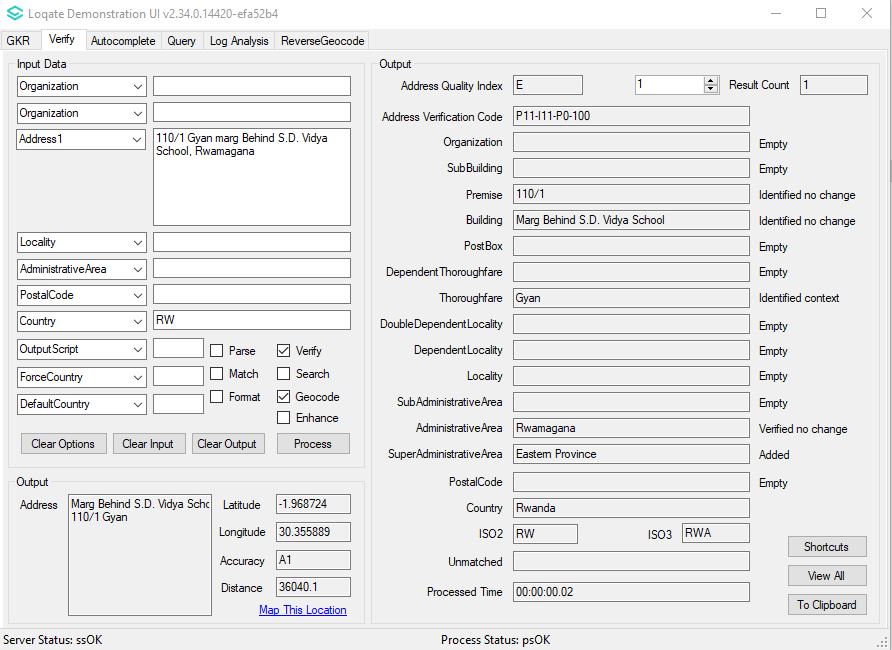 Loqate Demonstration UI v2.34.0.14420-efa52b4
GKR Verify Autocomplete Query Log Analysis ReverseGeocode
Input Data
Organization
Organization
Address1 110/1 Gyan marg Behind S.D. Vidya
School, Rwamagana
Locality
AdministrativeArea
PostalCode
Country RW
OutputScript Parse Verify
ForceCountry Match Search
DefaultCountry Format Geocode
Enhance
Clear Options Clear Input Clear Output Process
Output
Address Marg Behind S.D. Vidya Schc
110/1 Gyan
Latitude -1.968724
Longitude 30.355889
Accuracy A1
Distance 36040.1
Map This Location
Output
Address Quality Index E 1 Result Count 1
Address Verification Code P11-I11-P0-100
Organization Empty
SubBuilding Empty
Premise 110/1 Identified no change
Building Marg Behind S.D. Vidya School Identified no change
PostBox Empty
DependentThoroughfare Empty
Thoroughfare Gyan Identified context
DoubleDependentLocality Empty
DependentLocality Empty
Locality Empty
SubAdministrativeArea Empty
AdministrativeArea Rwamagana Verified no change
SuperAdministrativeArea Eastern Province Added
PostalCode Empty
Country Rwanda
ISO2 RW ISO3 RWA
Unmatched
Processed Time 00:00:00.02
Shortcuts
View All
To Clipboard
Server Status: ssOK Process Status: psOK